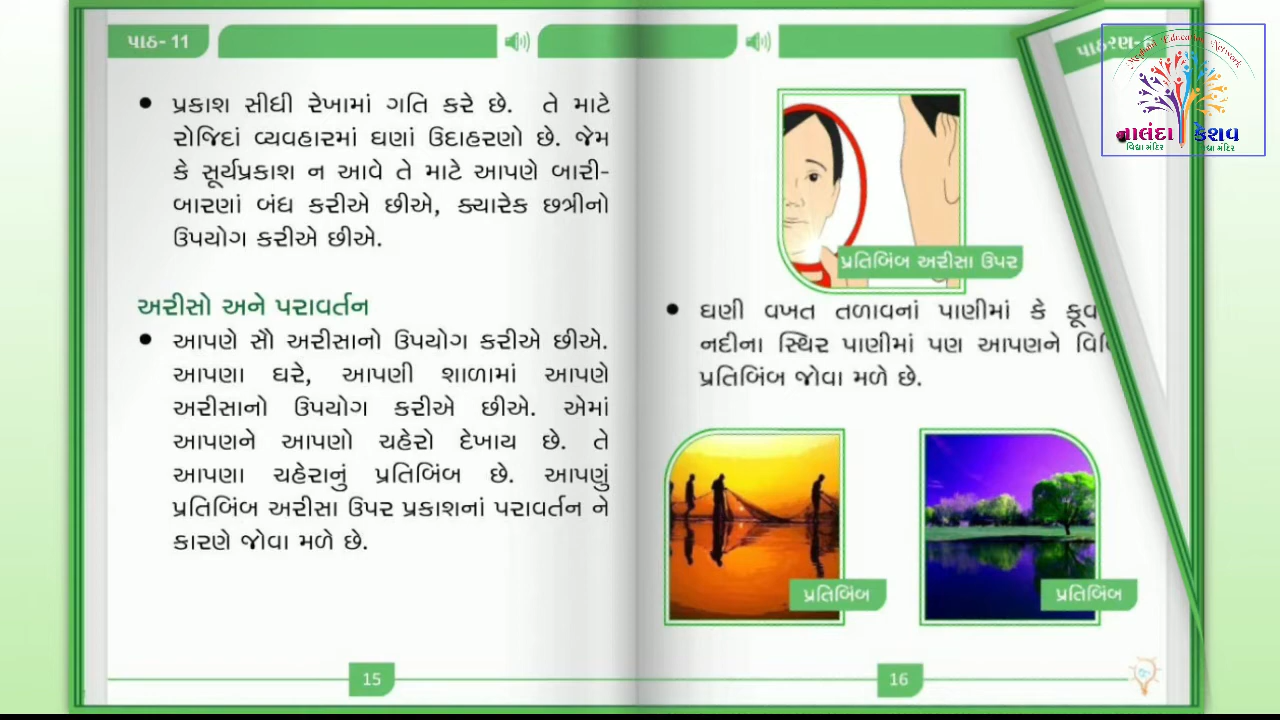 પાઠ- 11
પ્રકાશ સીધી રેખામાં ગતિ કરે છે. તે માટે
રોજિંદાં વ્યવહારમાં ઘણાં ઉદાહરણો છે. જેમ
કે સૂર્યપ્રકાશ ન આવે તે માટે આપણે બારી-
બારણાં બંધ કરીએ છીએ, ક્યારેક છત્રીનો
ઉપયોગ કરીએ છીએ.
અરીસો અને પરાવર્તન
આપણે સૌ અરીસાનો ઉપયોગ કરીએ છીએ.
આપણા ઘરે, આપણી શાળામાં આપણે
અરીસાનો ઉપયોગ કરીએ છીએ. એમાં
આપણને આપણો ચહેરો દેખાય છે. તે
આપણા ચહેરાનું પ્રતિબિંબ છે. આપણું
પ્રતિબિંબ અરીસા ઉપર પ્રકાશનાં પરાવર્તન ને
કારણે જોવા મળે છે.
15
પ્રતિબિંબ અરીસા ઉપર
ઘણી વખત તળાવનાં પાણીમાં કે
નદીના સ્થિર પાણીમાં પણ આપણને
પ્રતિબિંબ જોવા મળે છે.
પ્રતિબિંબ
પ્રતિબિંબ
16
Education Network
નાલંદા કેશવ
વિદ્યા મંદિર વિદ્યા મંદિર